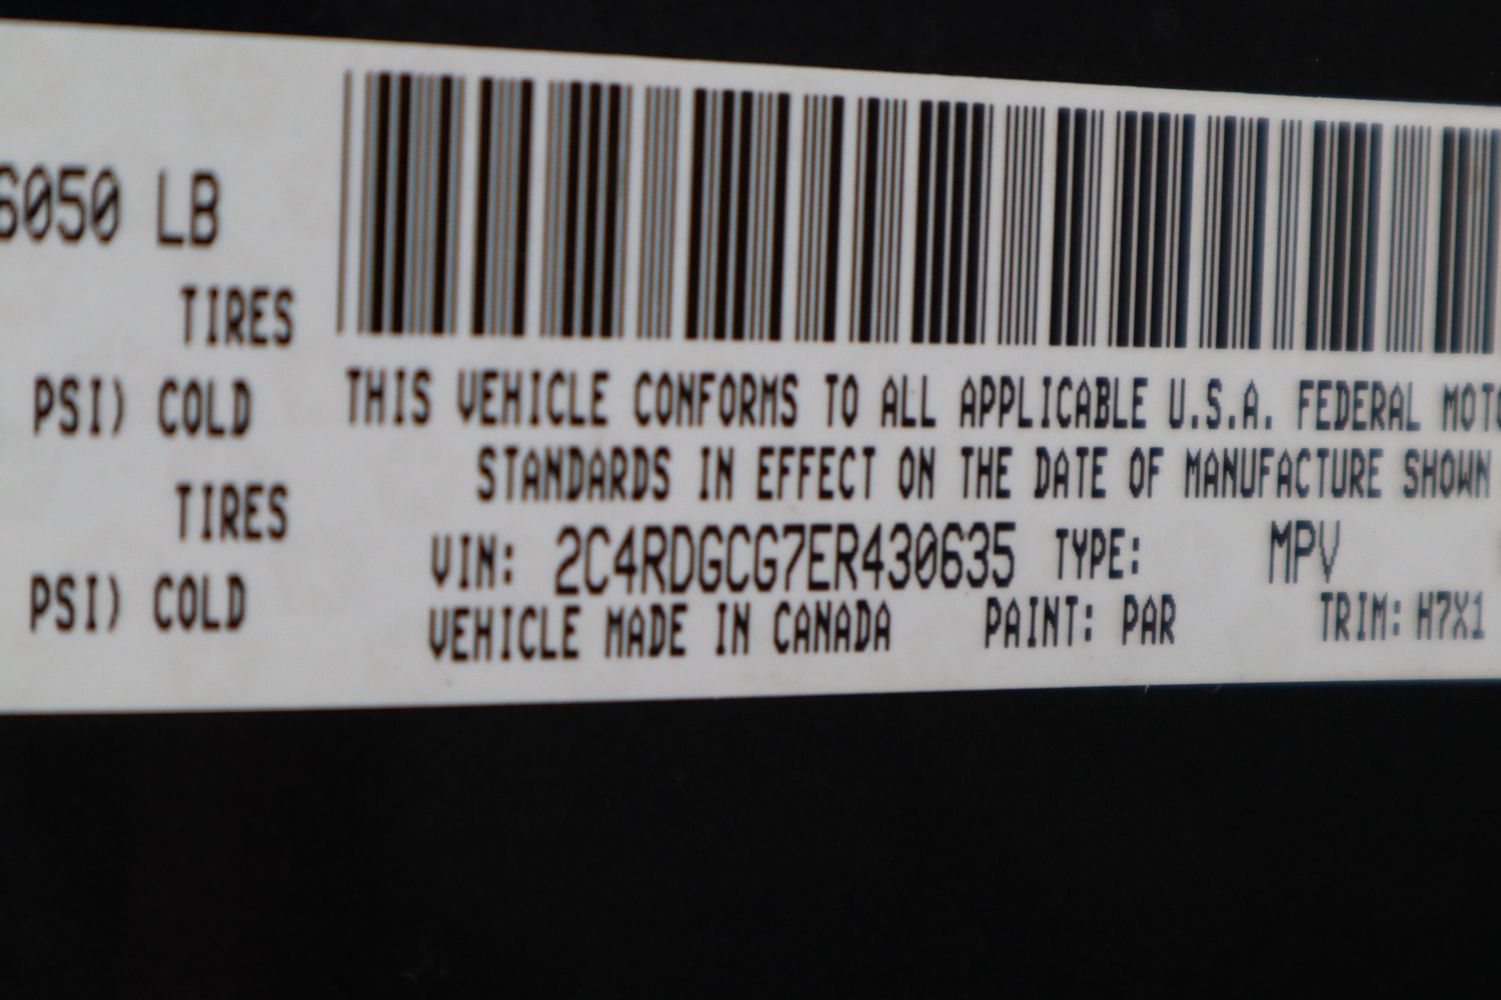 6050 LB
TIRES
PSI) COLD
TIRES
PSI) COLD
THIS VEHICLE CONFORMS TO ALL APPLICABLE U.S.A. FEDERAL MOTO
STANDARDS IN EFFECT ON THE DATE OF MANUFACTURE SHOWN
VIN: 2C4RDGCG7ER430635 TYPE: MPV
VEHICLE MADE IN CANADA PAINT: PAR TRIM: H7X1